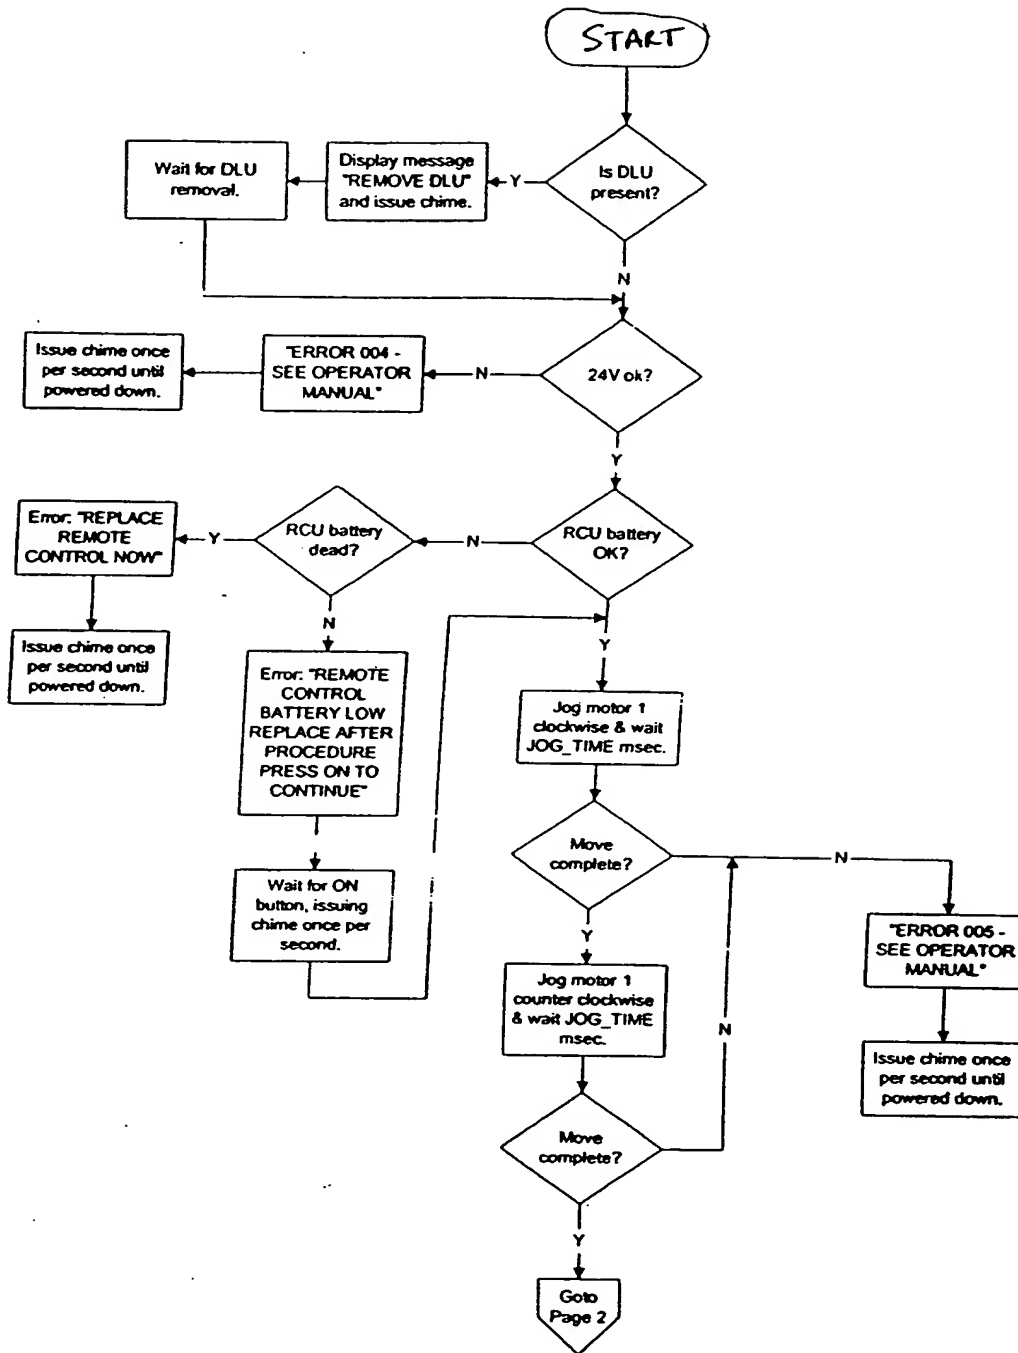 START
Is DLU
present?
Y
Display message
"REMOVE DLU"
and issue chime.
Wait for DLU
removal.
N
24V ok?
N
"ERROR 004 -
SEE OPERATOR
MANUAL"
Issue chime once
per second until
powered down.
Y
RCU battery
OK?
N
RCU battery
dead?
Y
Error: "REPLACE
REMOTE
CONTROL NOW"
Issue chime once
per second until
powered down.
N
Error: "REMOTE
CONTROL
BATTERY LOW
REPLACE AFTER
PROCEDURE
PRESS ON TO
CONTINUE"
Wait for ON
button, issuing
chime once per
second.
Y
Jog motor 1
clockwise & wait
JOG_TIME msec.
Move
complete?
N
"ERROR 005 -
SEE OPERATOR
MANUAL"
Issue chime once
per second until
powered down.
Y
Jog motor 1
counter clockwise
& wait JOG_TIME
msec.
N
Move
complete?
Y
Goto
Page 2